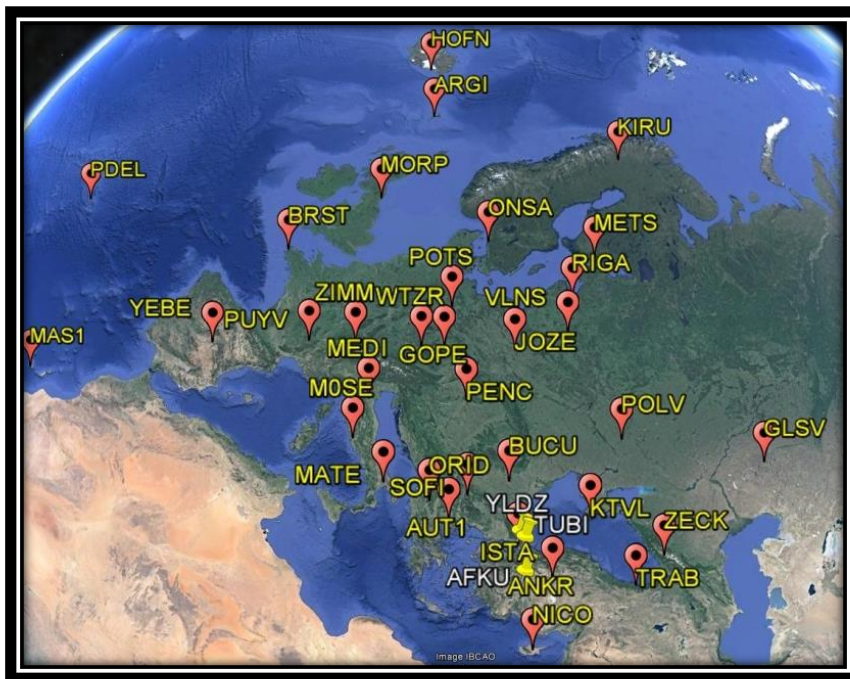 HOFN
ARGI
KIRU
PDEL
MORP
BRST
ONSA
METS
POTS
RIGA
YEBE
PUYV
ZIMM
WTZR
VLNS
MAS1
MEDI
GOPE
JOZE
M0SE
PENC
POLV
GLSV
MATE
ORID
BUCU
SOFI
YLDZ
KTVL
AUT1
TUBI
ZECK
ISTA
AFKU
ANKR
TRAB
NICO
Image IBCAO